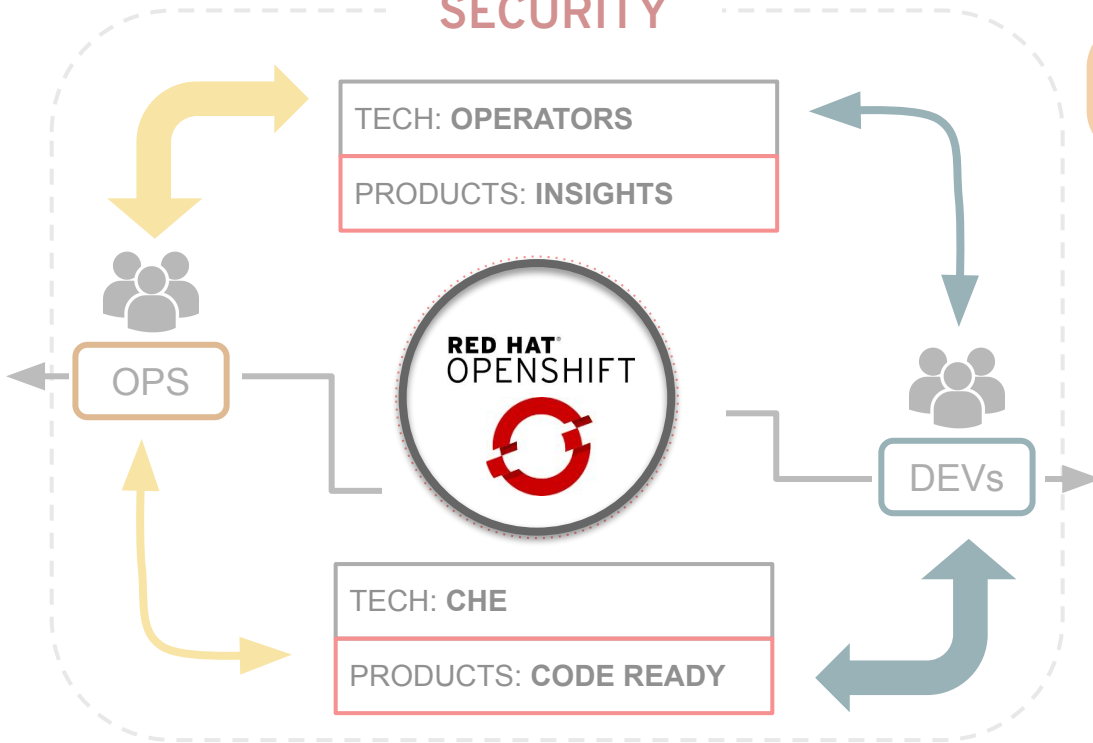 SECURITY
TECH: OPERATORS
PRODUCTS: INSIGHTS
RED HAT®
OPENSHIFT
OPS
DEVs
TECH: CHE
PRODUCTS: CODE READY